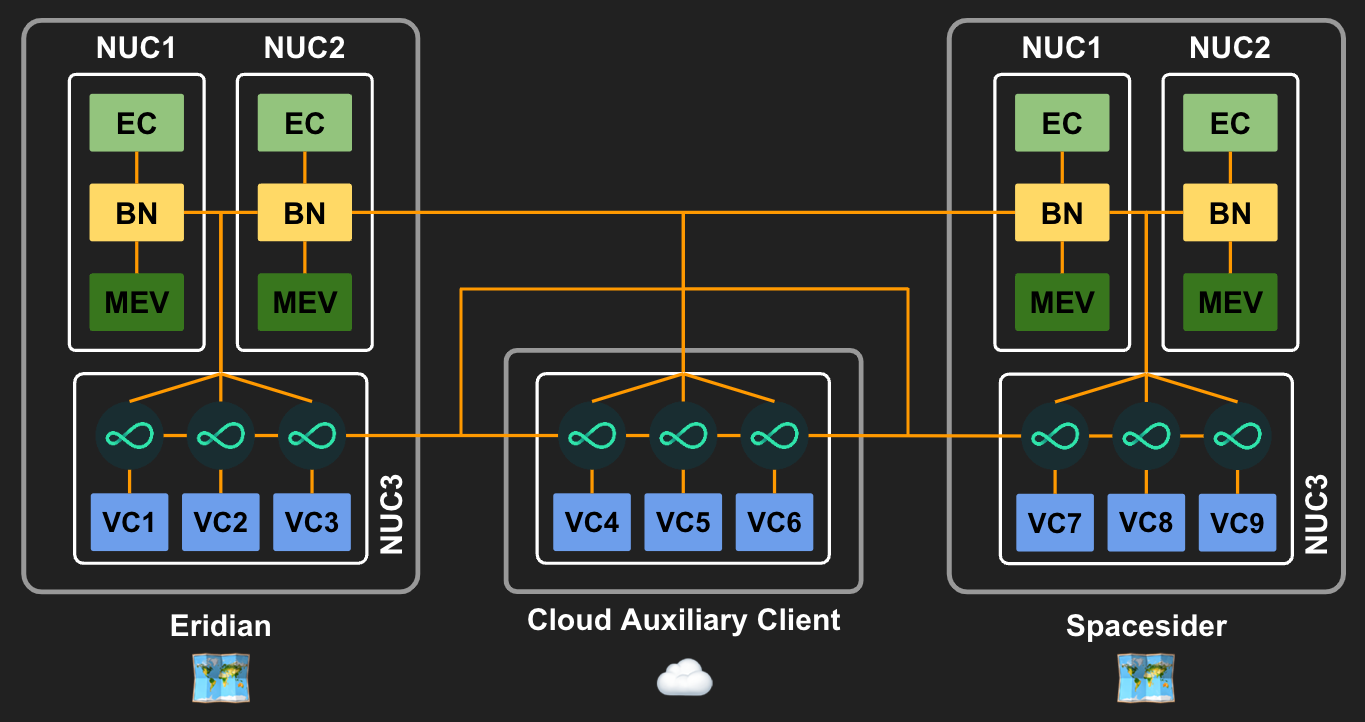 NUC1 NUC2 NUC1 NUC2
EC EC EC EC
BN BN BN BN
MEV MEV MEV MEV
VC1 VC2 VC3 NUC3 VC4 VC5 VC6 VC7 VC8 VC9 NUC3
Eridian Cloud Auxiliary Client Spacesider